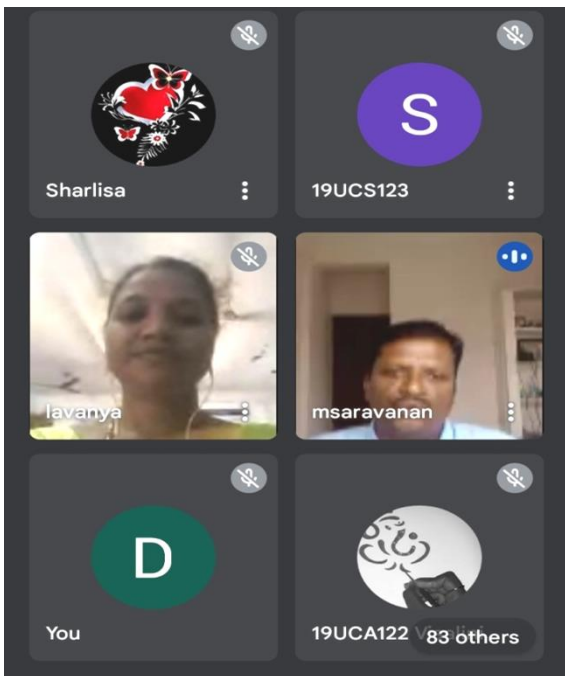 Sharlisa
S
19UCS123
lavanya
msaravanan
D
You
19UCA122
83 others